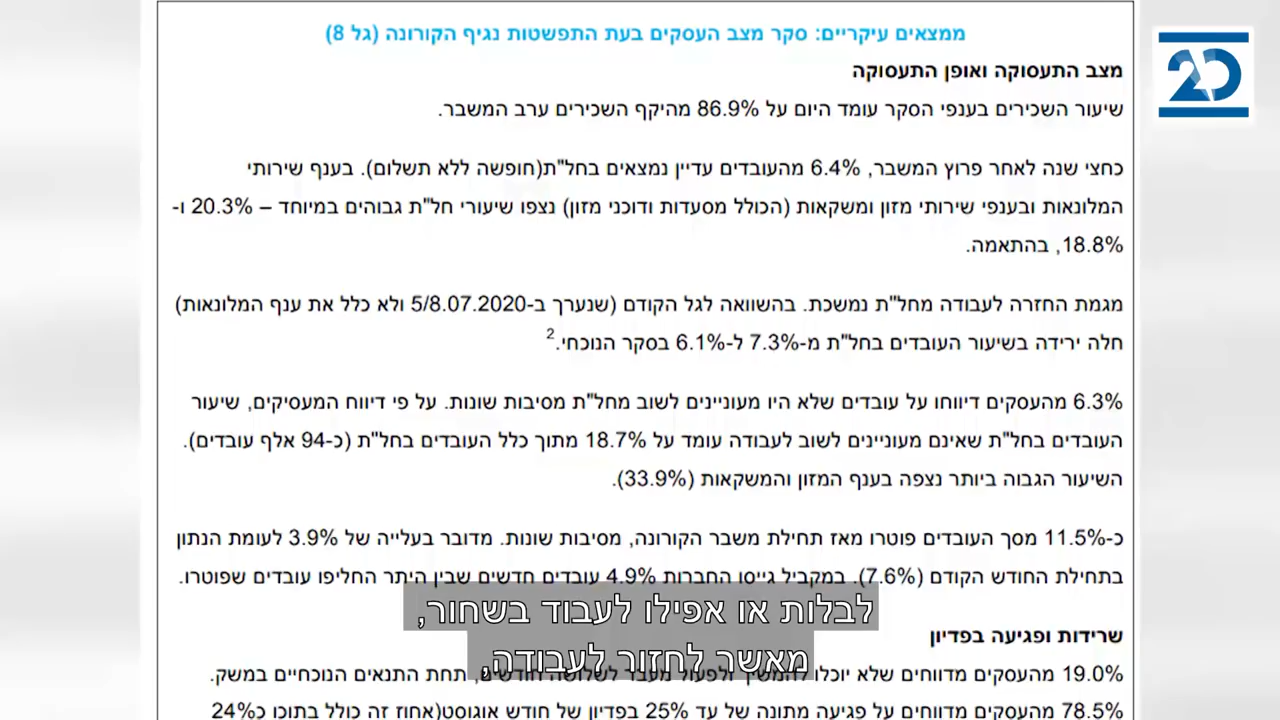 ממצאים עיקריים: סקר מצב העסקים בעת התפשטות נגיף הקורונה (גל 8)
20
מצב התעסוקה ואופן התעסוקה
שיעור השכירים בענפי הסקר עומד היום על 86.9% מהיקף השכירים ערב המשבר.
כחצי שנה לאחר פרוץ המשבר, 6.4% מהעובדים עדיין נמצאים בחל"ת(חופשה ללא תשלום). בענף שירותי
המלונאות ובענפי שירותי מזון ומשקאות (הכולל מסעדות ודוכני מזון) נצפו שיעורי חל"ת גבוהים במיוחד – 20.3% ו-
18.8%, בהתאמה.
מגמת החזרה לעבודה מחל"ת נמשכת. בהשוואה לגל הקודם (שנערך ב-5/8.07.2020 ולא כלל את ענף המלונאות)
חלה ירידה בשיעור העובדים בחל"ת מ-7.3% ל-6.1% בסקר הנוכחי.2
6.3% מהעסקים דיווחו על עובדים שלא היו מעוניינים לשוב מחל"ת מסיבות שונות. על פי דיווח המעסיקים, שיעור
העובדים בחל"ת שאינם מעוניינים לשוב לעבודה עומד על 18.7% מתוך כלל העובדים בחל"ת (כ-94 אלף עובדים).
השיעור הגבוה ביותר נצפה בענף המזון והמשקאות (33.9%).
כ-11.5% מסך העובדים פוטרו מאז תחילת משבר הקורונה, מסיבות שונות. מדובר בעלייה של 3.9% לעומת הנתון
בתחילת החודש הקודם (7.6%). במקביל גייסו החברות 4.9% עובדים חדשים שבין היתר החליפו עובדים שפוטרו.
לבלות או אפילו לעבוד בשחור,
שרידות ופגיעה בפדיון
מאשר לחזור לעבודה,
19.0% מהעסקים מדווחים שלא יוכלו להמשיך ולפעול מעבר לשלושה חודשים, תחת התנאים הנוכחיים במשק.
78.5% מהעסקים מדווחים על פגיעה מתונה של עד 25% בפדיון של חודש אוגוסט(אחוז זה כולל בתוכו כ24%